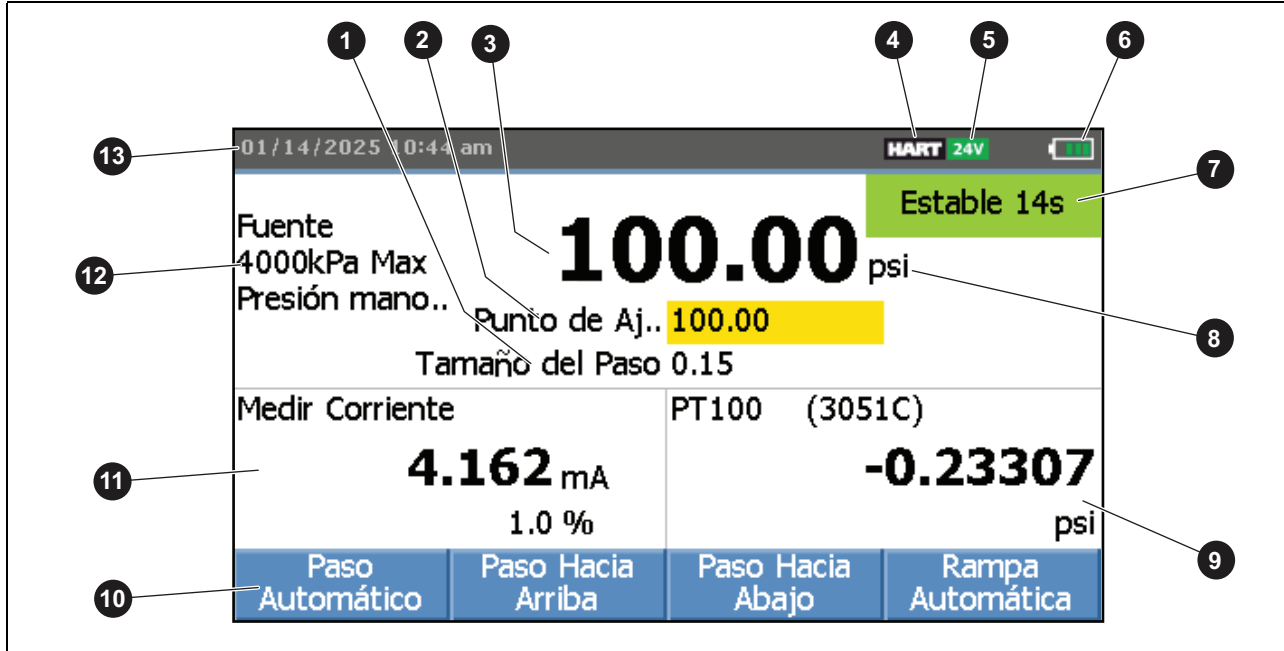 1 2 3 4 5 6
13 01/14/2025 10:44 am HART 24V
Estable 14s 7
Fuente
12 4000kPa Max
Presión mano..
100.00 psi
Punto de Aj.. 100.00
8
Tamaño del Paso 0.15
Medir Corriente PT100 (3051C)
11 4.162 mA -0.23307
1.0 % psi
9
10 Paso Automático Paso Hacia Arriba Paso Hacia Abajo Rampa Automática